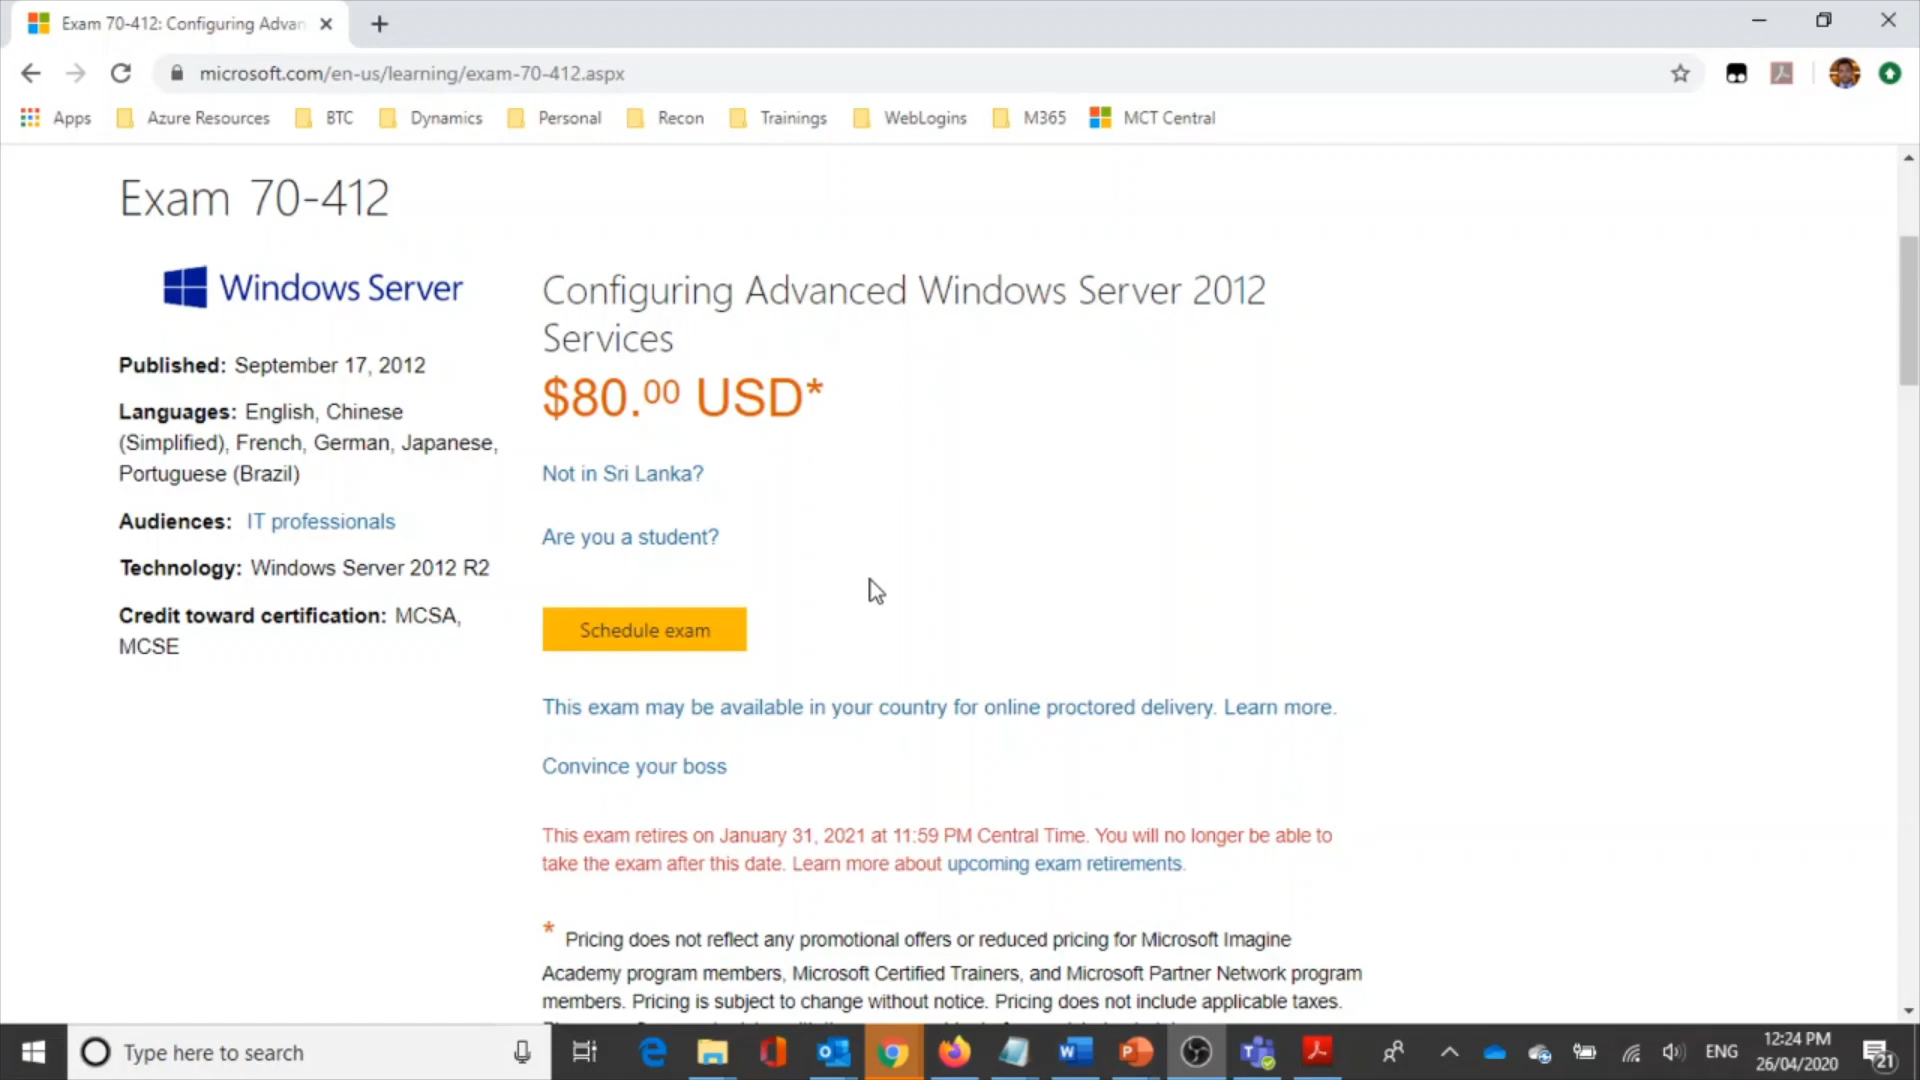 Exam 70-412: Configuring Advan
microsoft.com/en-us/learning/exam-70-412.aspx
Apps Azure Resources BTC Dynamics Personal Recon Trainings WebLogins M365 MCT Central
Exam 70-412
Windows Server
Published: September 17, 2012
Languages: English, Chinese
(Simplified), French, German, Japanese,
Portuguese (Brazil)
Audiences: IT professionals
Technology: Windows Server 2012 R2
Credit toward certification: MCSA,
MCSE
Configuring Advanced Windows Server 2012
Services
$80.00 USD*
Not in Sri Lanka?
Are you a student?
Schedule exam
This exam may be available in your country for online proctored delivery. Learn more.
Convince your boss
This exam retires on January 31, 2021 at 11:59 PM Central Time. You will no longer be able to
take the exam after this date. Learn more about upcoming exam retirements.
* Pricing does not reflect any promotional offers or reduced pricing for Microsoft Imagine
Academy program members, Microsoft Certified Trainers, and Microsoft Partner Network program
members. Pricing is subject to change without notice. Pricing does not include applicable taxes.
Type here to search
ENG
12:24 PM
26/04/2020
21